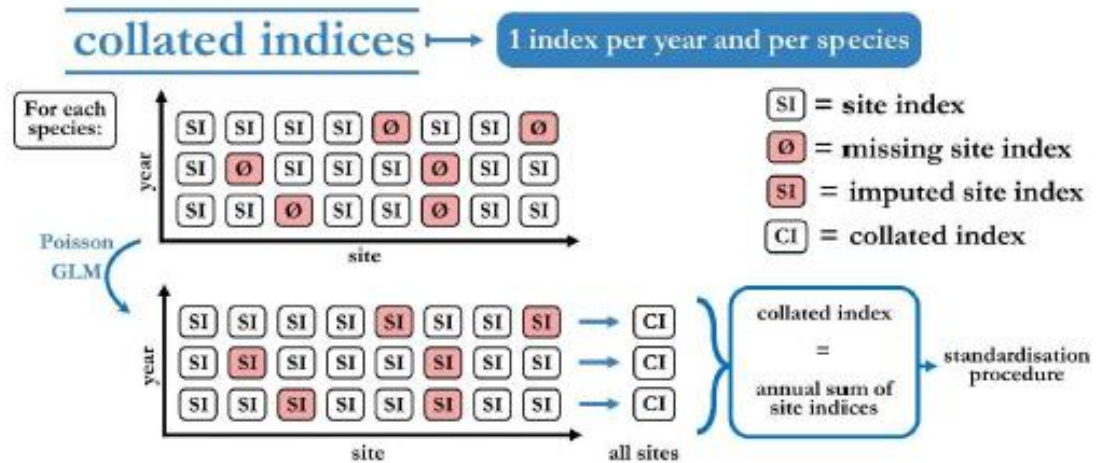 collated indices
1 index per year and per species
For each
species:
year
SI SI SI SI Ø SI SI Ø
SI Ø SI SI SI Ø SI SI
SI SI Ø SI SI Ø SI SI
site
SI = site index
Ø = missing site index
SI = imputed site index
CI = collated index
Poisson
GLM
year
SI SI SI SI SI SI SI SI CI
SI SI SI SI SI SI SI SI CI
SI SI SI SI SI SI SI SI CI
site
all sites
collated index
=
annual sum of
site indices
standardisation
procedure